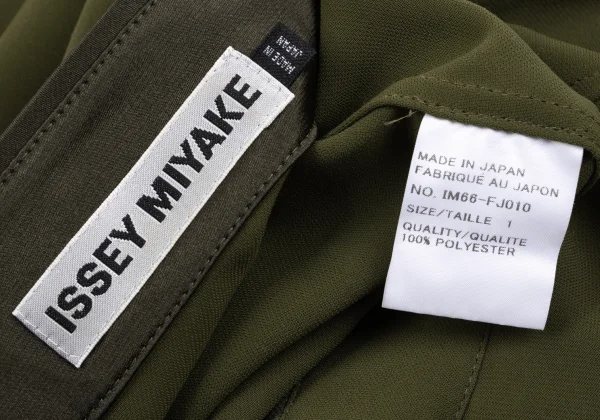 ISSEY MIYAKE
MADE IN
JAPAN
MADE IN JAPAN
FABRIQUE AU JAPON
NO. IM66-FJ010
SIZE/TAILLE 1
QUALITY/QUALITE
100% POLYESTER